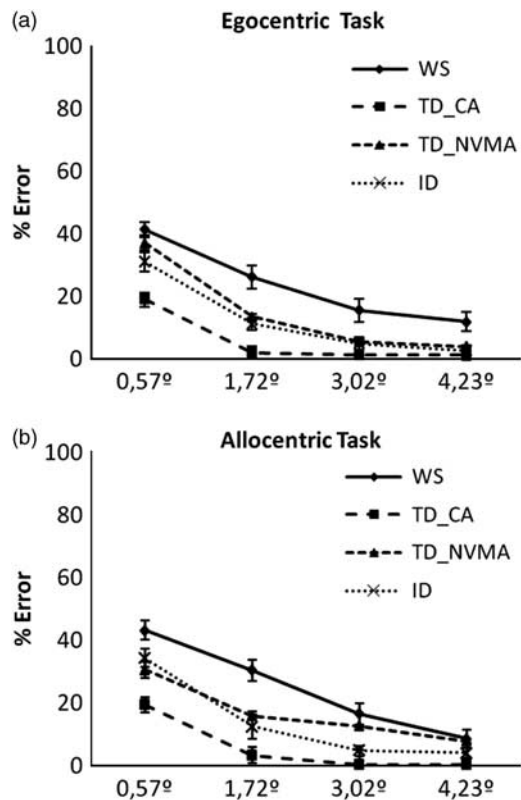 (a)
Egocentric Task
100
80
60
40
20
0
% Error
WS
TD_CA
TD_NVMA
ID
0,57º 1,72º 3,02º 4,23º
(b)
Allocentric Task
100
80
60
40
20
0
% Error
WS
TD_CA
TD_NVMA
ID
0,57º 1,72º 3,02º 4,23º